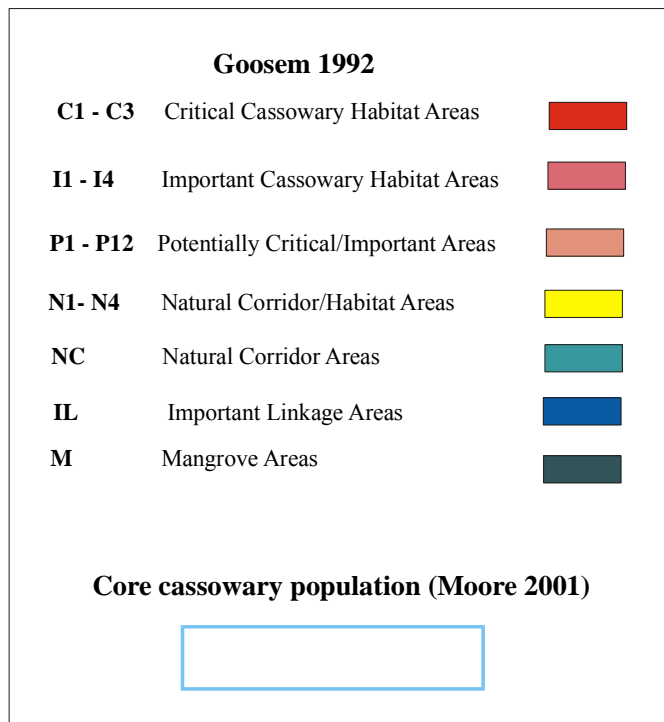 Goosem 1992
C1 - C3 Critical Cassowary Habitat Areas
I1 - I4 Important Cassowary Habitat Areas
P1 - P12 Potentially Critical/Important Areas
N1- N4 Natural Corridor/Habitat Areas
NC Natural Corridor Areas
IL Important Linkage Areas
M Mangrove Areas
Core cassowary population (Moore 2001)